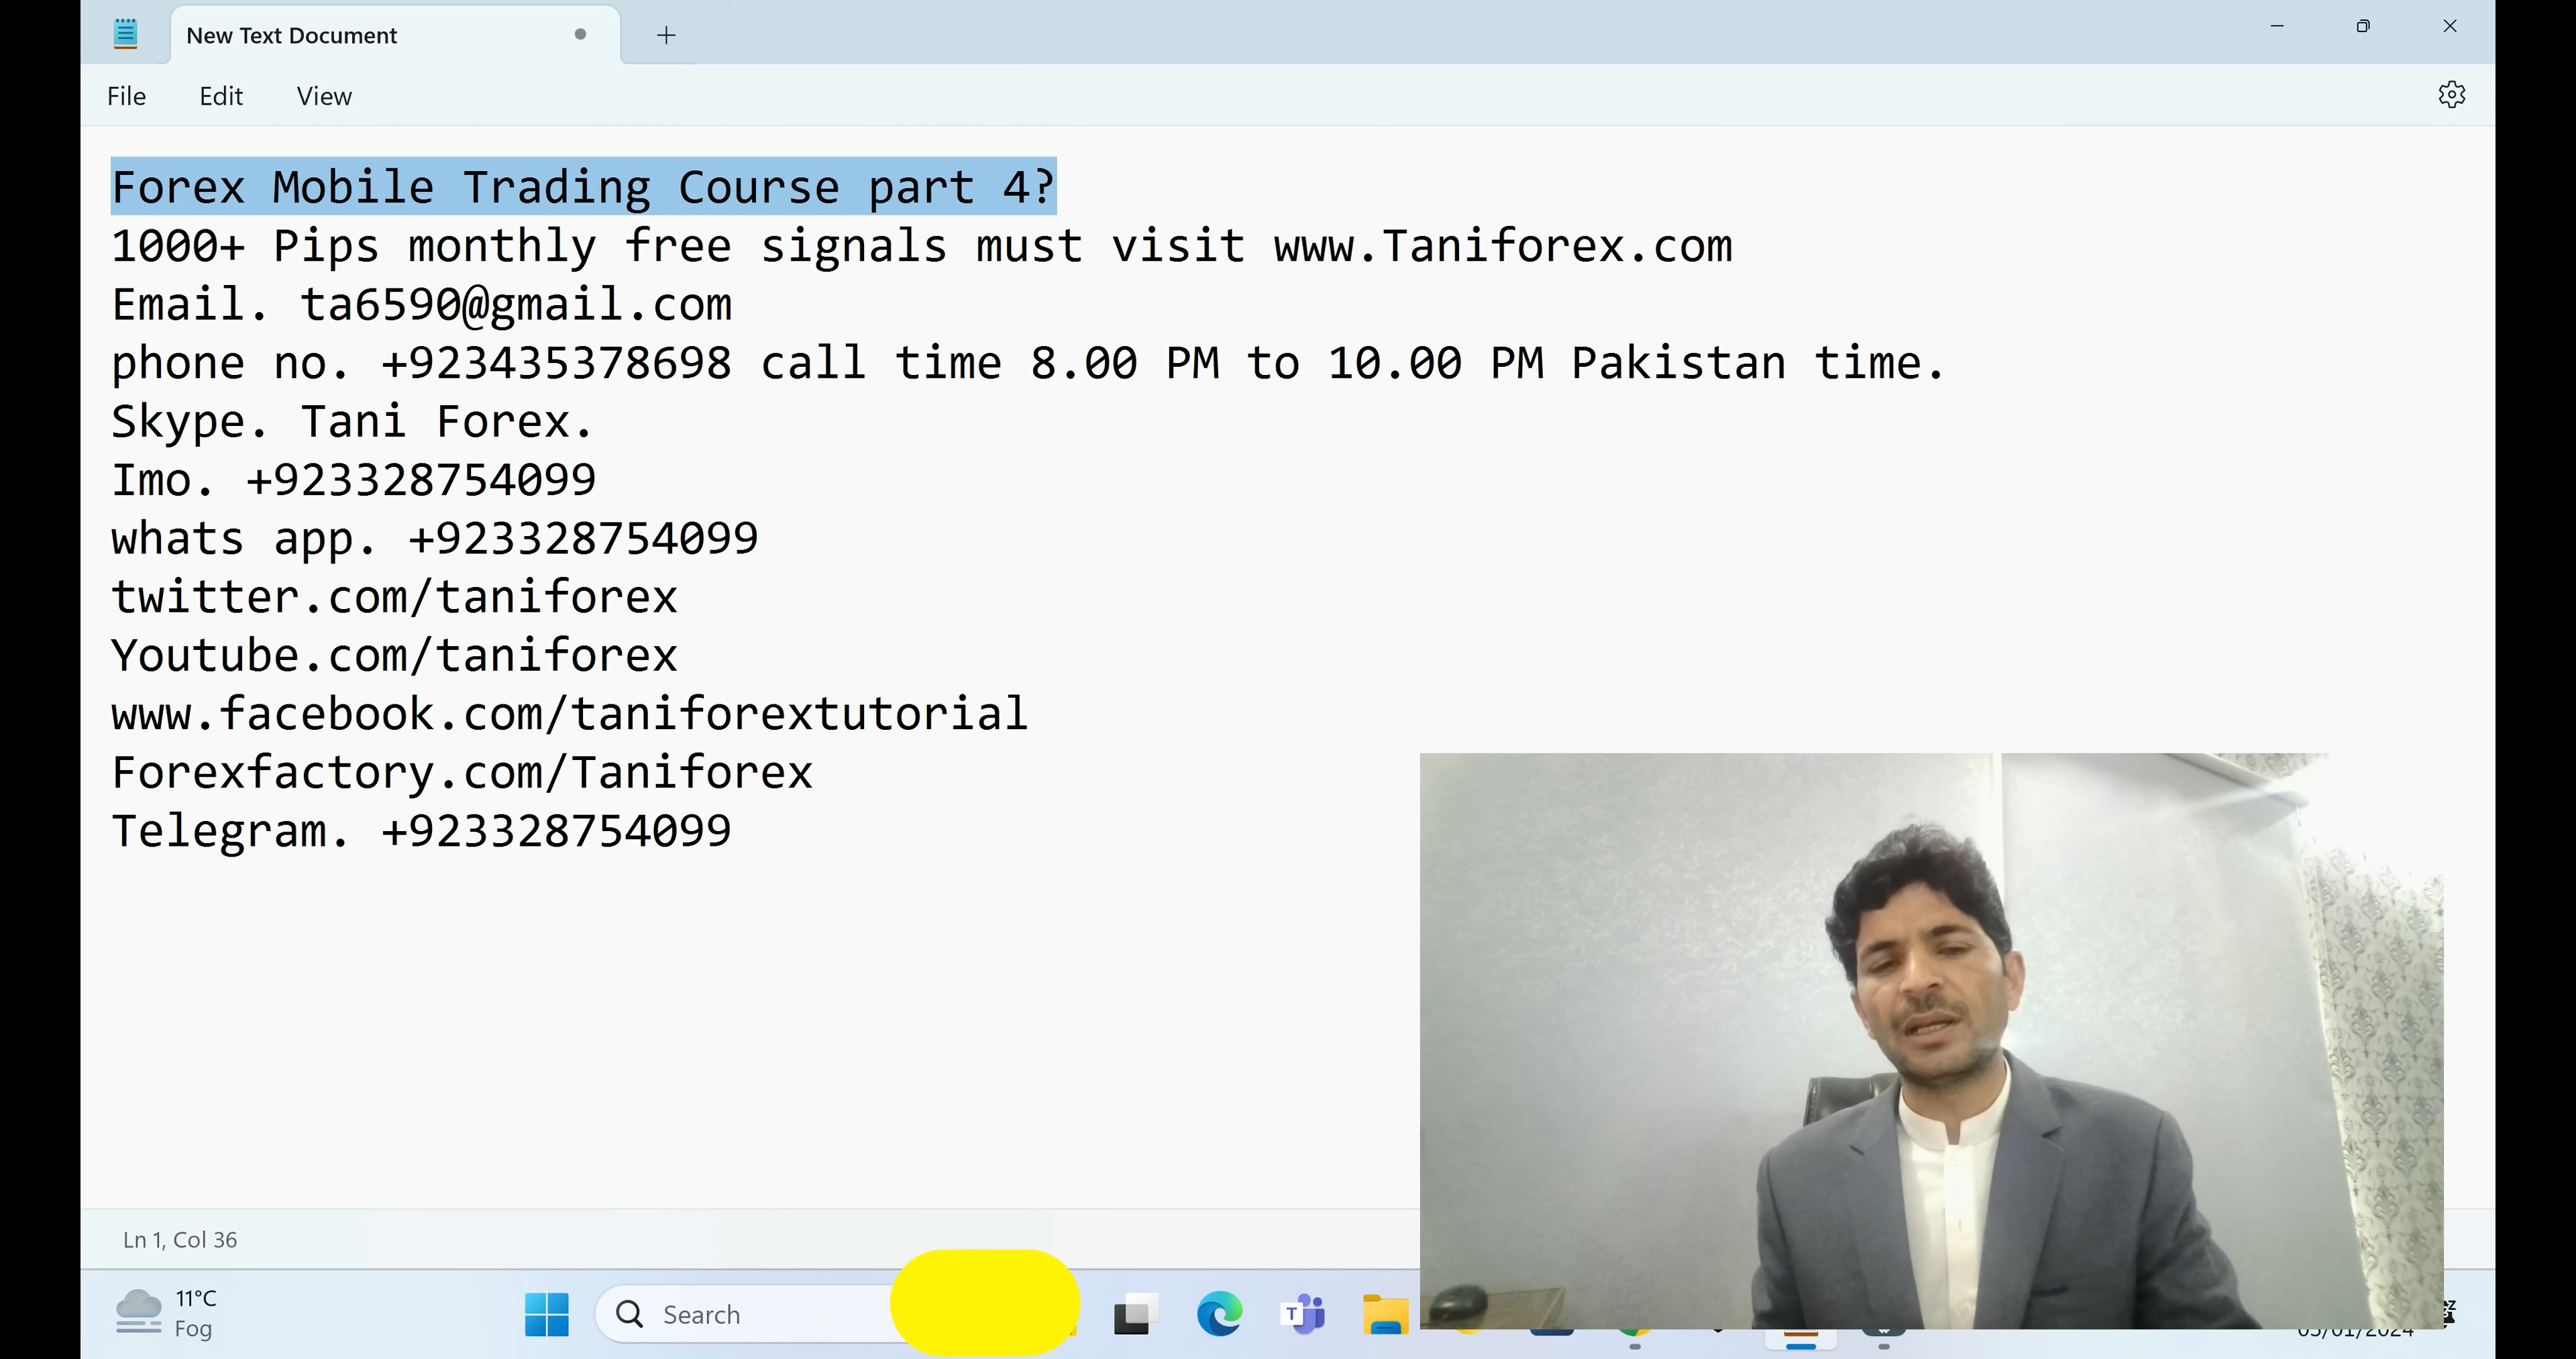 New Text Document
File Edit View
Forex Mobile Trading Course part 4?
1000+ Pips monthly free signals must visit www.Taniforex.com
Email. ta6590@gmail.com
phone no. +923435378698 call time 8.00 PM to 10.00 PM Pakistan time.
Skype. Tani Forex.
Imo. +923328754099
whats app. +923328754099
twitter.com/taniforex
Youtube.com/taniforex
www.facebook.com/taniforextutorial
Forexfactory.com/Taniforex
Telegram. +923328754099
Ln 1, Col 36
11°C
Fog
Search